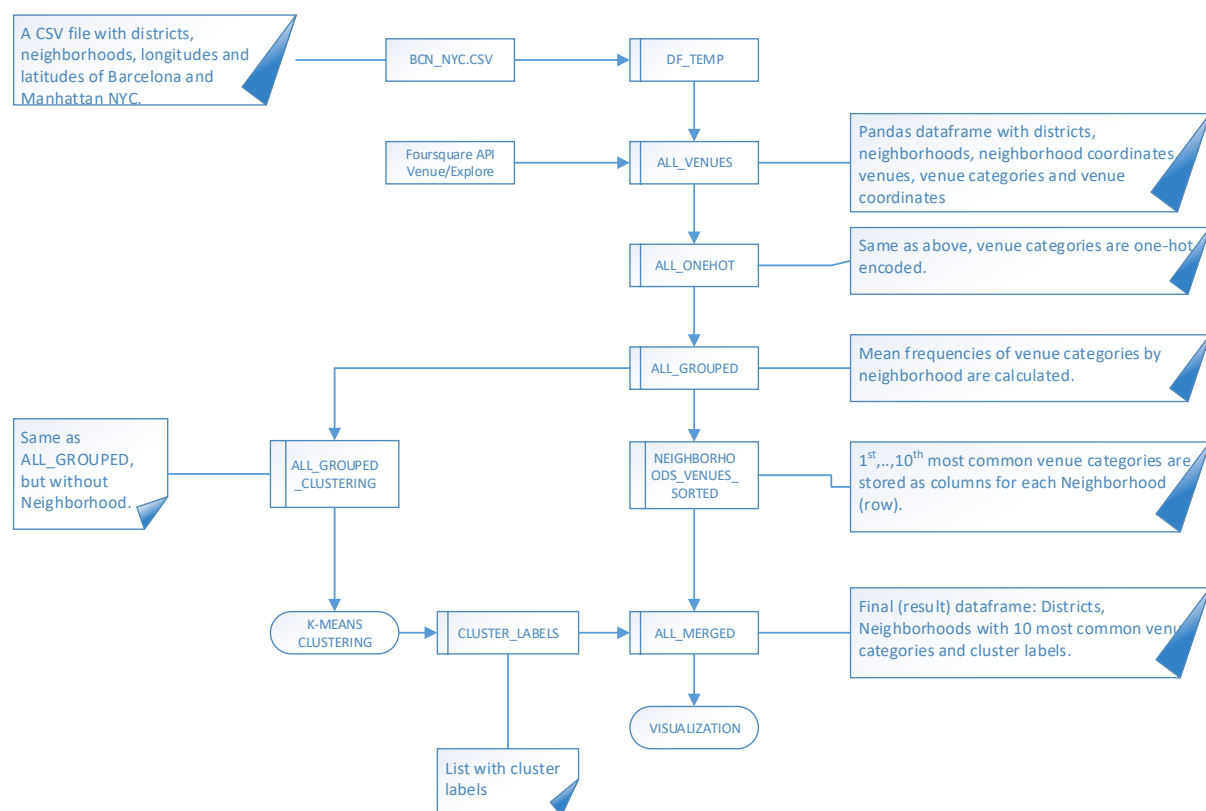 A CSV file with districts,
neighborhoods, longitudes and
latitudes of Barcelona and
Manhattan NYC.
BCN_NYC.CSV
DF_TEMP
Foursquare API
Venue/Explore
ALL_VENUES
Pandas dataframe with districts,
neighborhoods, neighborhood coordinates
venues, venue categories and venue
coordinates
ALL_ONEHOT
Same as above, venue categories are one-hot
encoded.
ALL_GROUPED
Mean frequencies of venue categories by
neighborhood are calculated.
Same as
ALL_GROUPED,
but without
Neighborhood.
ALL_GROUPED
_CLUSTERING
NEIGHBORHO
ODS_VENUES_
SORTED
1st,..,10th most common venue categories are
stored as columns for each Neighborhood
(row).
K-MEANS
CLUSTERING
CLUSTER_LABELS
ALL_MERGED
Final (result) dataframe: Districts,
Neighborhoods with 10 most common venue
categories and cluster labels.
VISUALIZATION
List with cluster
labels